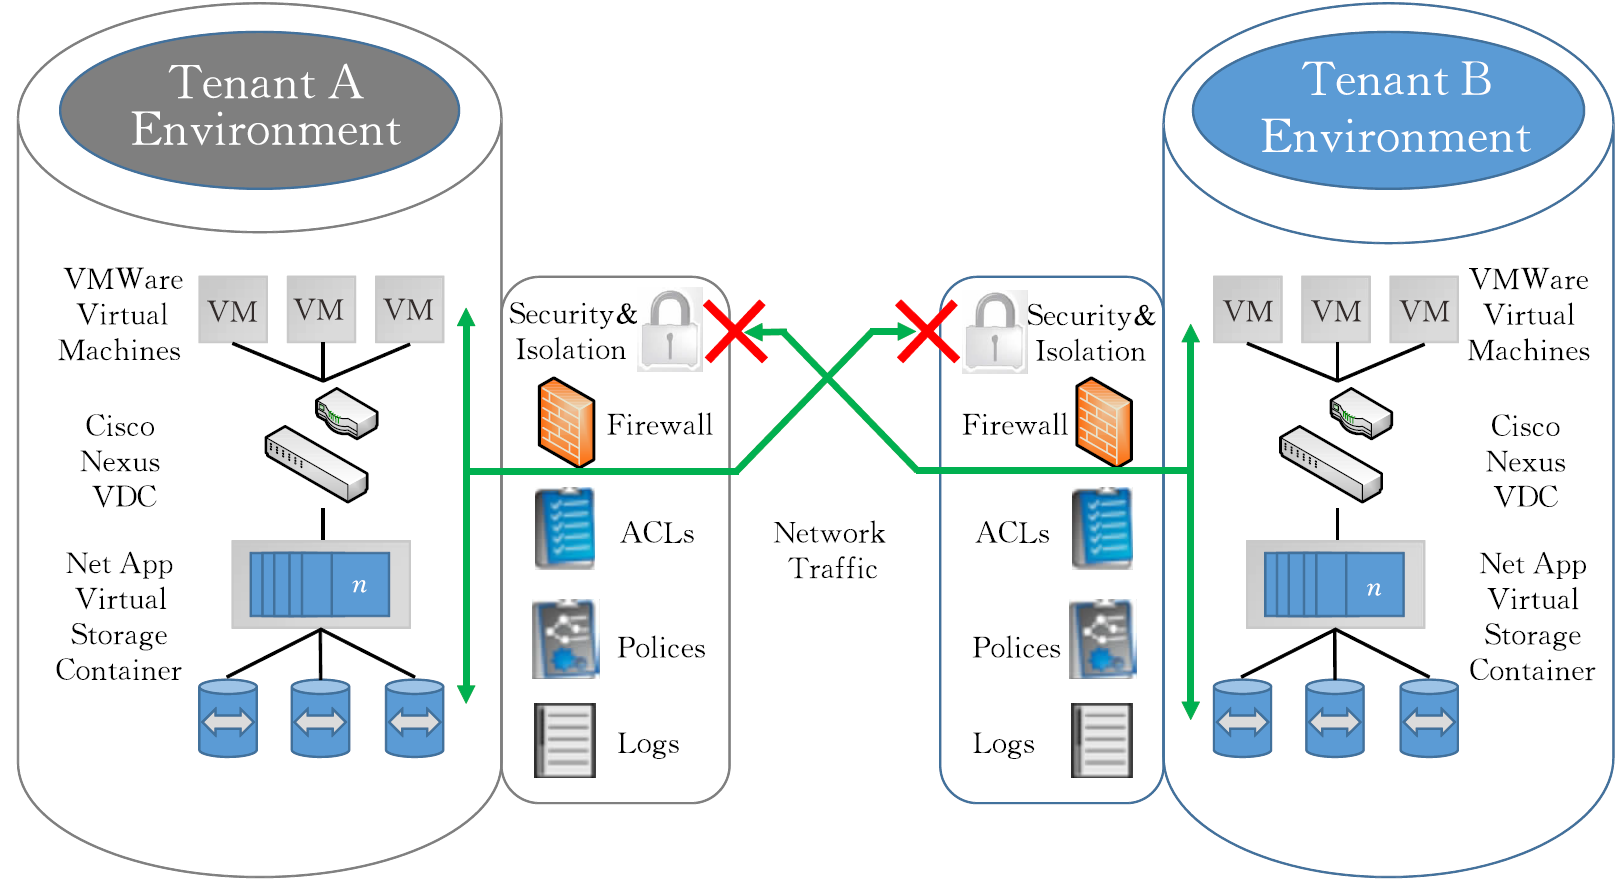 Tenant A
Environment
Tenant B
Environment
VMWare
Virtual
Machines
VM
VM
VM
Cisco
Nexus
VDC
Net App
Virtual
Storage
Container
n
Security&
Isolation
Firewall
ACLs
Polices
Logs
Network
Traffic
Security&
Isolation
Firewall
ACLs
Polices
Logs
VM
VM
VM
VMWare
Virtual
Machines
Cisco
Nexus
VDC
n
Net App
Virtual
Storage
Container